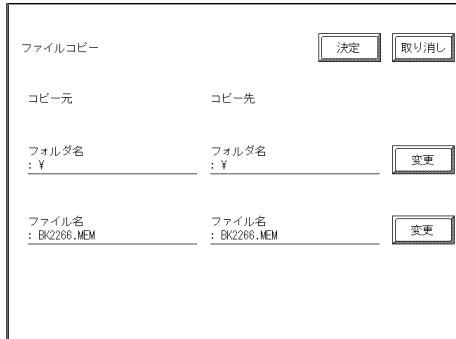 ファイルコピー 決定 取り消し
コピー元 コピー先
フォルダ名 フォルダ名
: ¥ : ¥ 変更
ファイル名 ファイル名
: BK2266.MEM : BK2266.MEM 変更